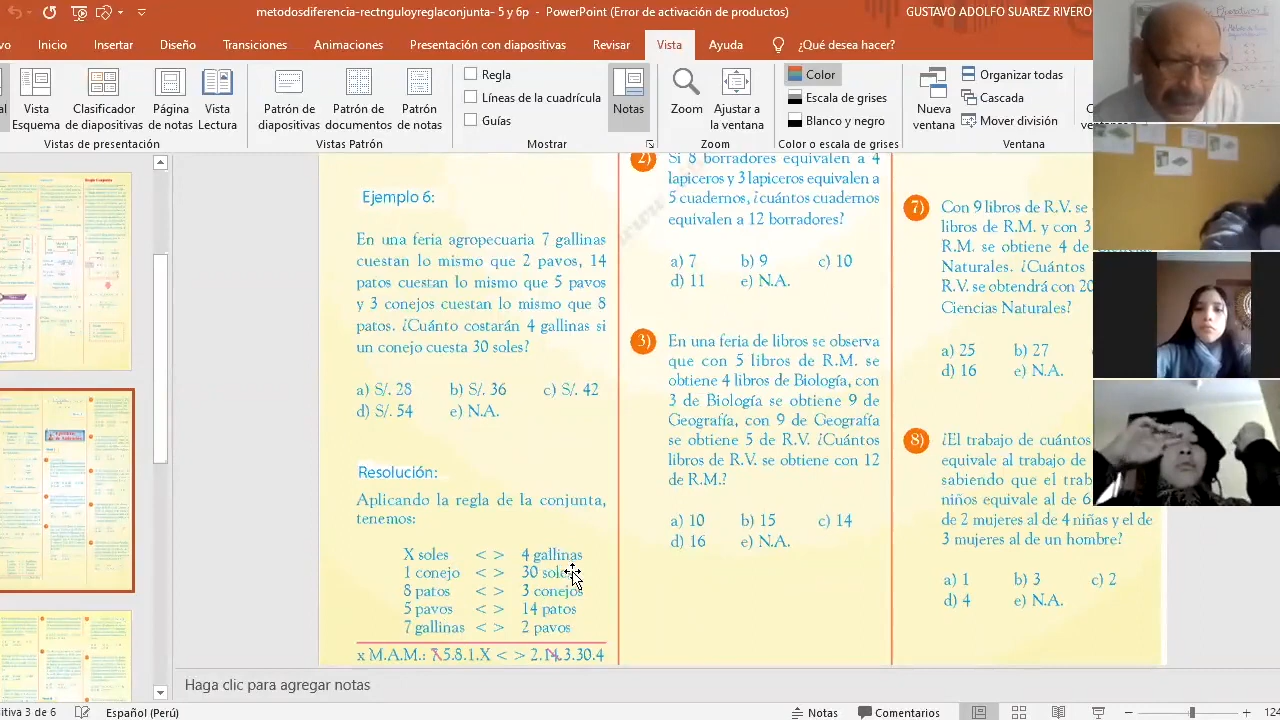 metodosdiferencia-rectnguloyreglaconjunta- 5 y 6p - PowerPoint (Error de activación de productos)
GUSTAVO ADOLFO SUAREZ RIVERO
Inicio
Insertar
Diseño
Transiciones
Animaciones
Presentación con diapositivas
Revisar
Vista
Ayuda
¿Qué desea hacer?
Vista Esquema
Clasificador de diapositivas
Página de notas
Vista Lectura
Vistas de presentación
Patrón de diapositivas
Patrón de documentos
Patrón de notas
Vistas Patrón
Regla
Líneas de la cuadrícula
Guías
Notas
Mostrar
Zoom
Ajustar a la ventana
Zoom
Color
Escala de grises
Blanco y negro
Color o escala de grises
Nueva ventana
Organizar todas
Cascada
Mover división
Ventana
Ejemplo 6:
En una feria agropecuaria 7 gallinas
cuestan lo mismo que 2 pavos, 14
patos cuestan lo mismo que 5 pavos
y 3 conejos cuestan lo mismo que 8
patos. ¿Cuánto costarán 4 gallinas si
un conejo cuesta 30 soles?
a) S/. 28 b) S/. 36 c) S/. 42
d) S/. 54 e) N.A.
Resolución:
Aplicando la regla de la conjunta,
tenemos:
X soles 4 gallinas
1 conejo < > 30 soles
8 patos < > 3 conejos
5 pavos < > 14 patos
7 gallinas 2 pavos
2) Si 8 borradores equivalen a 4
lapiceros y 3 lapiceros equivalen a
5 cuadernos ¿Cuántos cuadernos
equivalen a 12 borradores?
a) 7 b) 9 c) 10
d) 11 e) N.A.
3) En una feria de libros se observa
que con 5 libros de R.M. se
obtiene 4 libros de Biología, con
3 de Biología se obtiene 9 de
Geografía, con 9 de Geografía
se obtiene 5 de R.V. ¿Cuántos
libros de R.V. se obtiene con 12
de R.M.?
a) 10 b) 15 c) 14
d) 16 e) N.A.
7) Con 9 libros de R.V. se
libros de R.M. y con 3
R.M. se obtiene 4 de
Naturales. ¿Cuántos
R.V. se obtendrá con 20
Ciencias Naturales?
a) 25 b) 27
d) 16 e) N.A.
8) ¿El trabajo de cuántos
equivale al trabajo de
sabiendo que el
niños equivale al de 6
de 2 mujeres al de 4 niñas y el de
3 mujeres al de un hombre?
a) 1 b) 3 c) 2
d) 4 e) N.A.
Haga clic para agregar notas
3 de 6
Español (Perú)
Notas
Comentarios